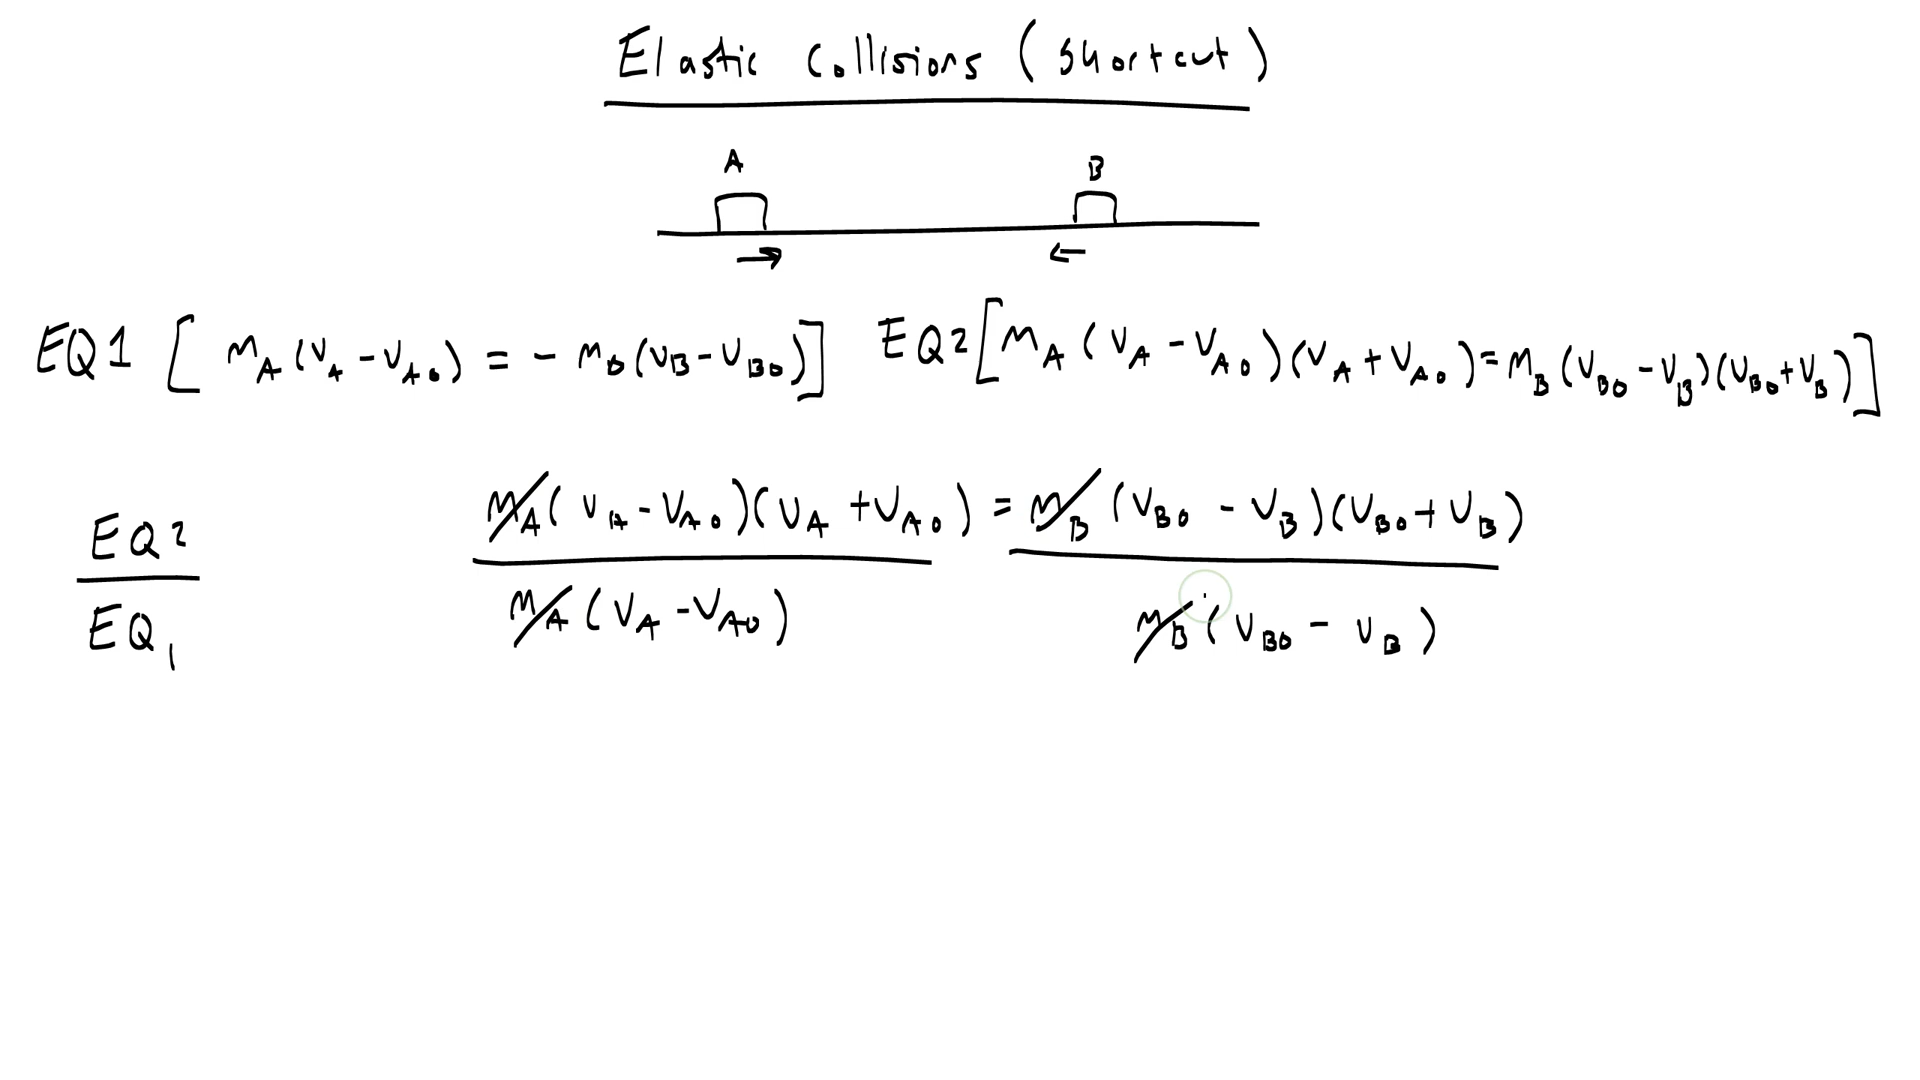 Elastic Collisions (Shortcut)
A B
EQ1 [ mA (vA - vA0) = - mB (vB - vB0) ] EQ2 [ mA (vA - vA0)(vA + vA0) = mB (vB0 - vB)(vB0 + vB) ]
EQ2 mA (vA - vA0)(vA + vA0) = mB (vB0 - vB)(vB0 + vB)
EQ1 mA (vA - vA0) mB (vB0 - vB)